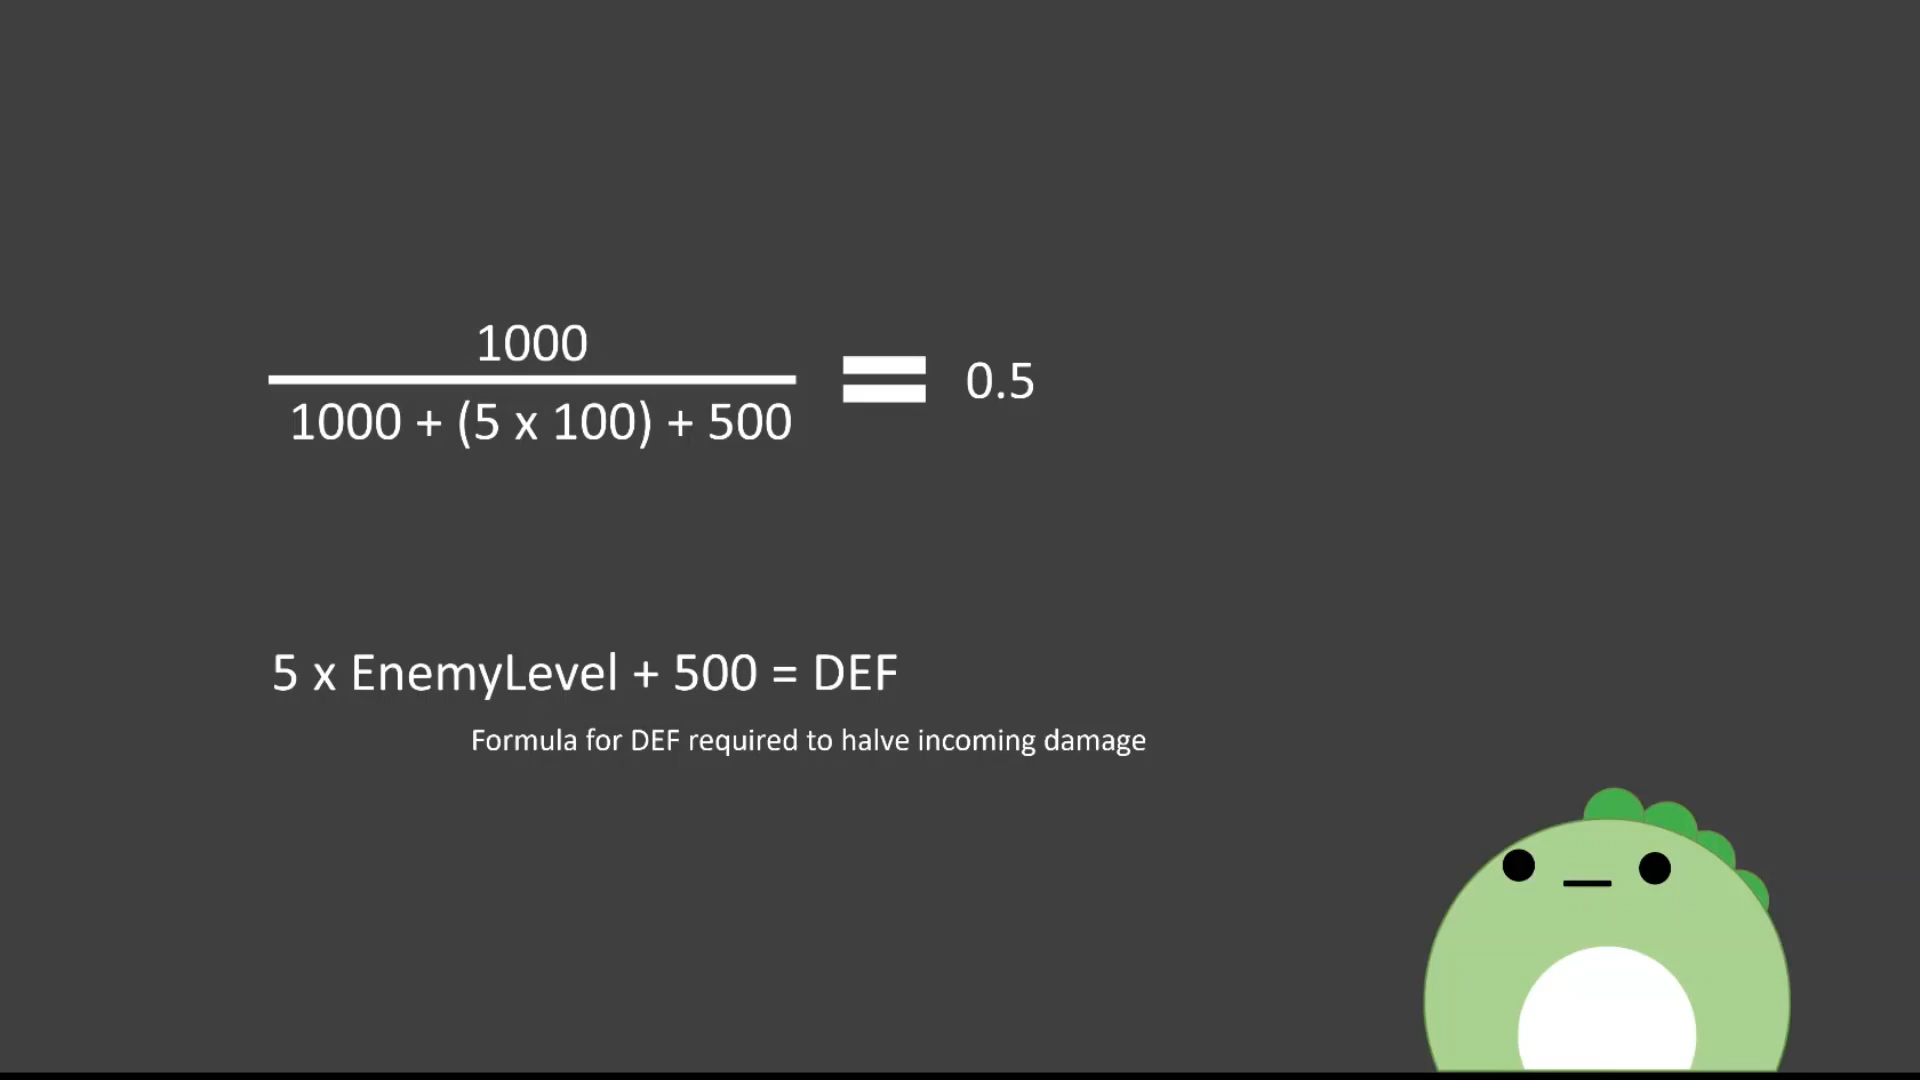 1000
1000 + (5 x 100) + 500
= 0.5
5 x EnemyLevel + 500 = DEF
Formula for DEF required to halve incoming damage